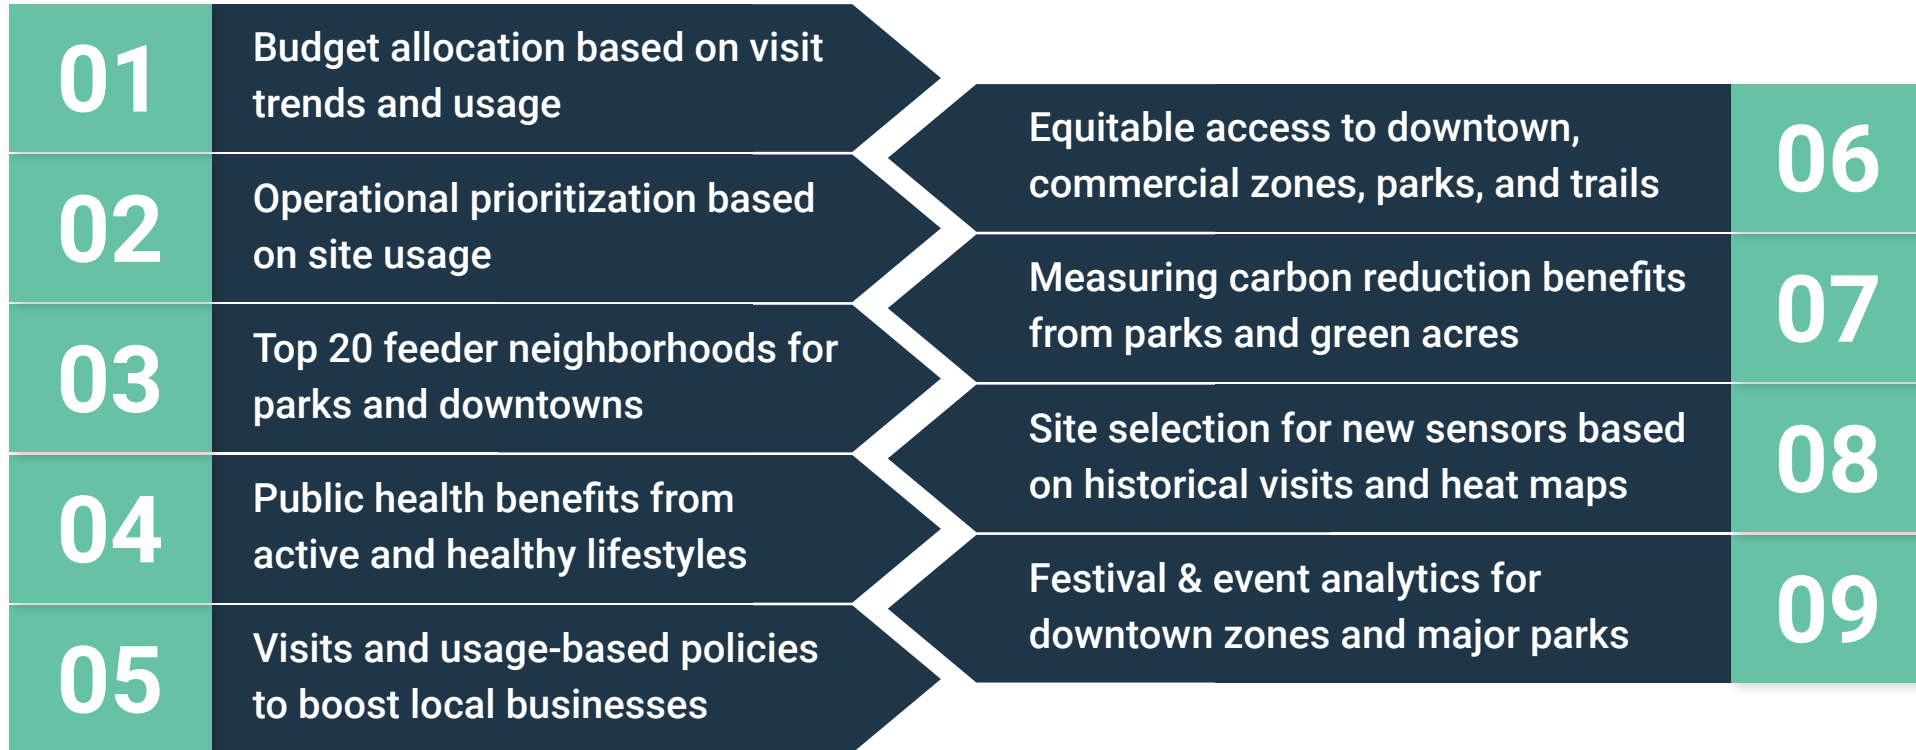 01
Budget allocation based on visit
trends and usage
02
Operational prioritization based
on site usage
03
Top 20 feeder neighborhoods for
parks and downtowns
04
Public health benefits from
active and healthy lifestyles
05
Visits and usage-based policies
to boost local businesses
06
Equitable access to downtown,
commercial zones, parks, and trails
07
Measuring carbon reduction benefits
from parks and green acres
08
Site selection for new sensors based
on historical visits and heat maps
09
Festival & event analytics for
downtown zones and major parks